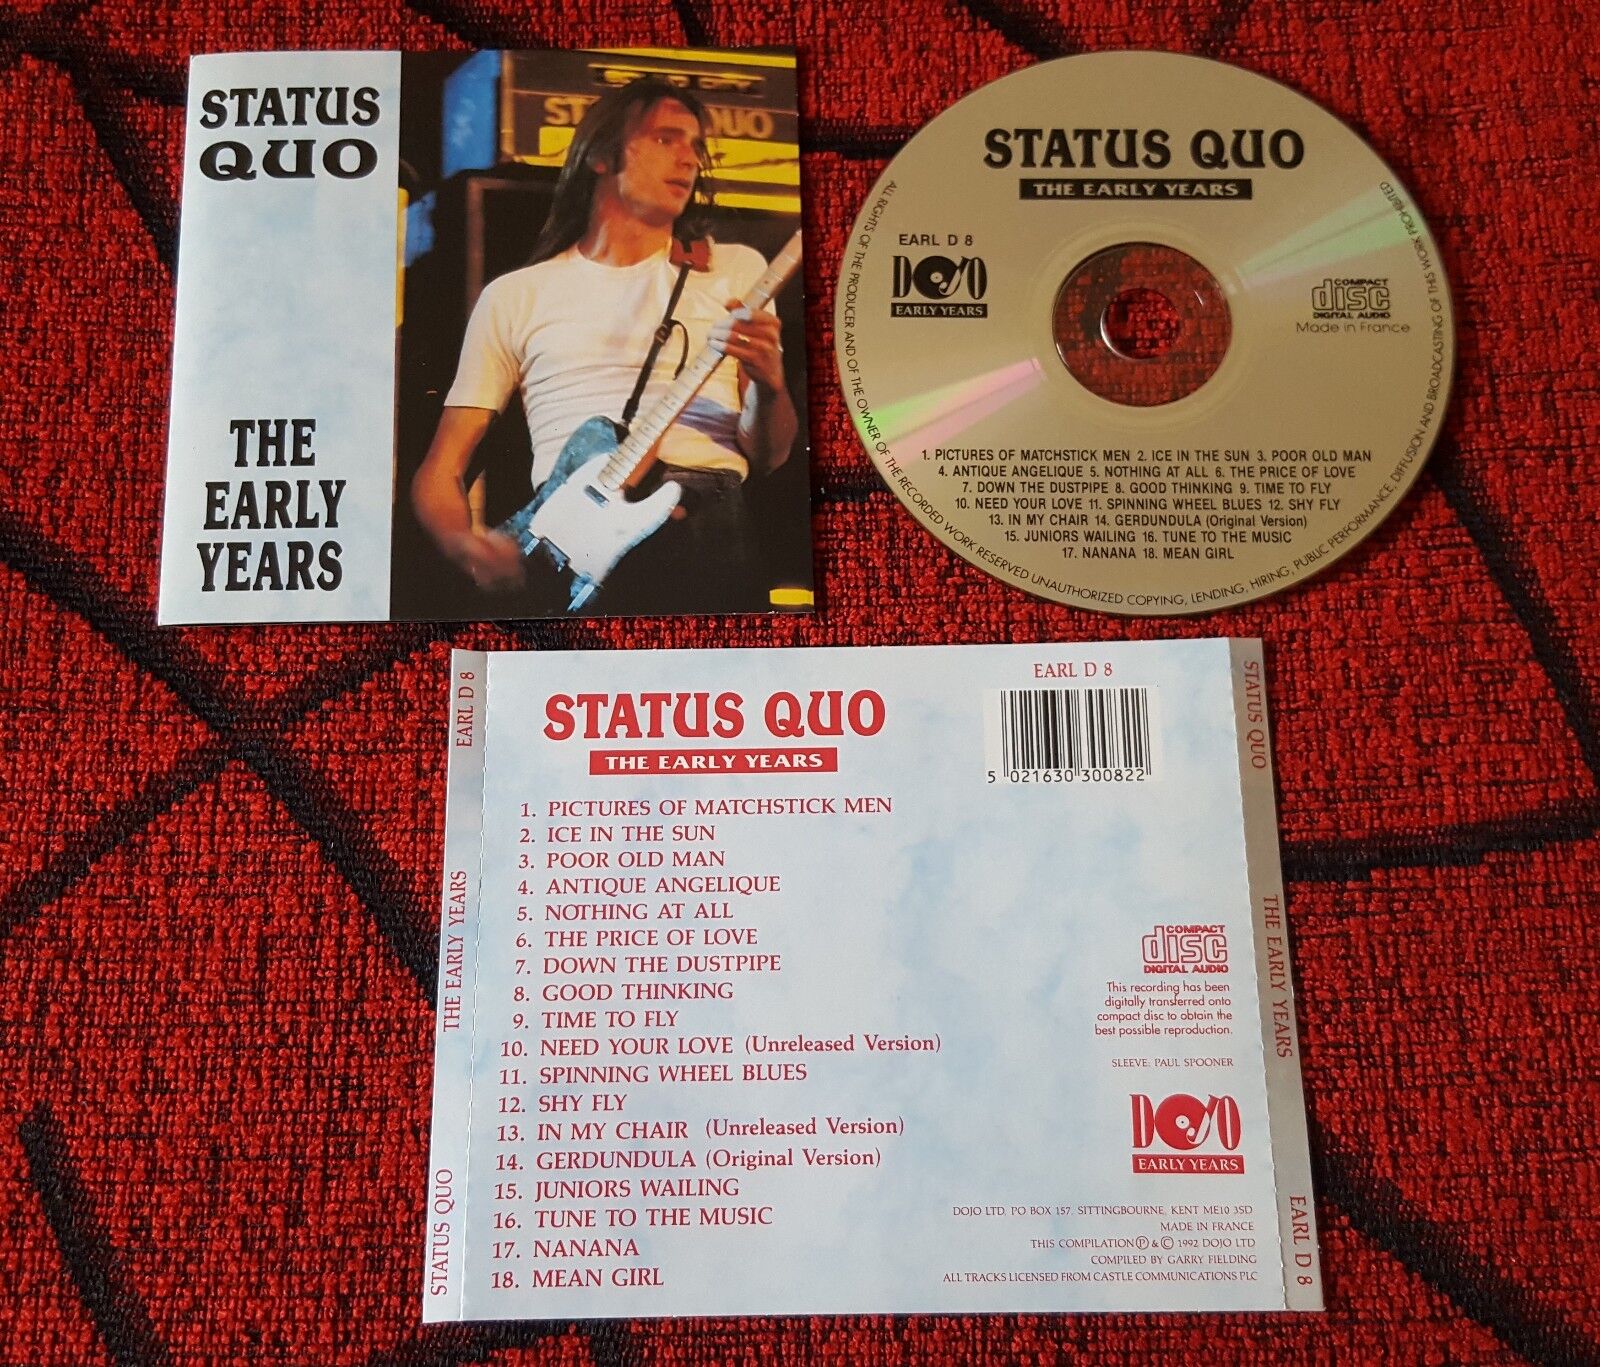 STATUS
QUO
THE
EARLY
YEARS
STATUS QUO
THE EARLY YEARS
EARL D 8
DOJO
EARLY YEARS
COMPACT
disc
DIGITAL AUDIO
Made in France
1. PICTURES OF MATCHSTICK MEN 2. ICE IN THE SUN 3. POOR OLD MAN
4. ANTIQUE ANGELIQUE 5. NOTHING AT ALL 6. THE PRICE OF LOVE
7. DOWN THE DUSTPIPE 8. GOOD THINKING 9. TIME TO FLY
10. NEED YOUR LOVE 11. SPINNING WHEEL BLUES 12. SHY FLY
13. IN MY CHAIR 14. GERDUNDULA (Original Version)
15. JUNIORS WAILING 16. TUNE TO THE MUSIC
17. NANANA 18. MEAN GIRL
ALL RIGHTS OF THE PRODUCER AND OF THE OWNER OF THE RECORDED WORK RESERVED UNAUTHORIZED COPYING, LENDING, HIRING, PUBLIC PERFORMANCE, DIFFUSION AND BROADCASTING OF THIS WORK PROHIBITED
STATUS QUO
THE EARLY YEARS
EARL D 8
EARL D 8
5 021630 300822
STATUS QUO
THE EARLY YEARS
1. PICTURES OF MATCHSTICK MEN
2. ICE IN THE SUN
3. POOR OLD MAN
4. ANTIQUE ANGELIQUE
5. NOTHING AT ALL
6. THE PRICE OF LOVE
7. DOWN THE DUSTPIPE
8. GOOD THINKING
9. TIME TO FLY
10. NEED YOUR LOVE (Unreleased Version)
11. SPINNING WHEEL BLUES
12. SHY FLY
13. IN MY CHAIR (Unreleased Version)
14. GERDUNDULA (Original Version)
15. JUNIORS WAILING
16. TUNE TO THE MUSIC
17. NANANA
18. MEAN GIRL
COMPACT
disc
DIGITAL AUDIO
This recording has been
digitally transferred onto
compact disc to obtain the
best possible reproduction.
SLEEVE: PAUL SPOONER
DOJO
EARLY YEARS
DOJO LTD, PO BOX 157, SITTINGBOURNE, KENT ME10 3SD
MADE IN FRANCE
THIS COMPILATION Ⓟ & © 1992 DOJO LTD
COMPILED BY GARRY FIELDING
ALL TRACKS LICENSED FROM CASTLE COMMUNICATIONS PLC
STATUS QUO
THE EARLY YEARS
EARL D 8